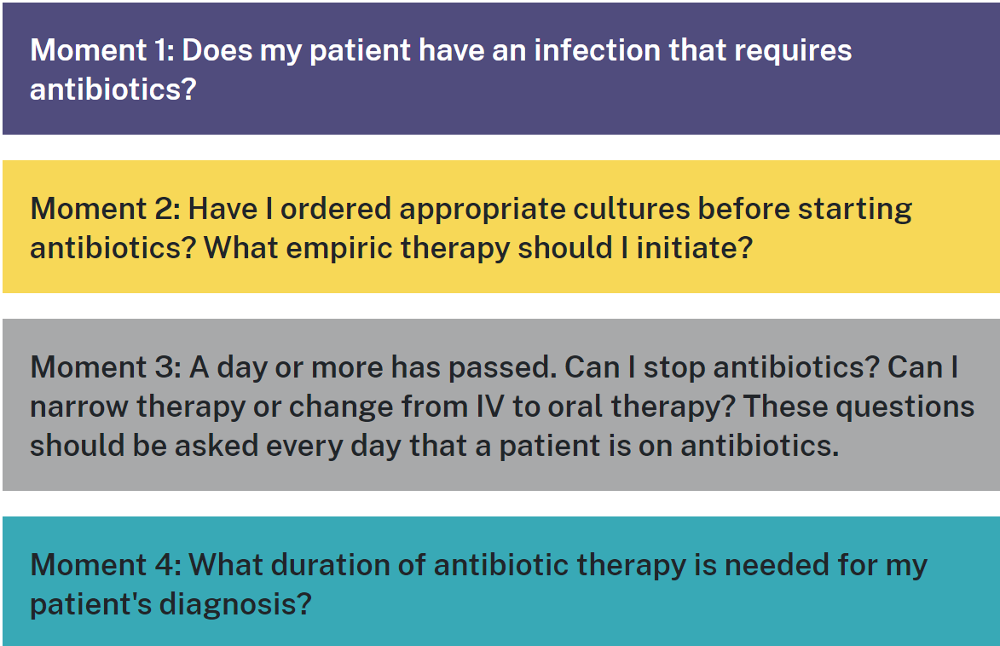 Moment 1: Does my patient have an infection that requires
antibiotics?
Moment 2: Have I ordered appropriate cultures before starting
antibiotics? What empiric therapy should I initiate?
Moment 3: A day or more has passed. Can I stop antibiotics? Can I
narrow therapy or change from IV to oral therapy? These questions
should be asked every day that a patient is on antibiotics.
Moment 4: What duration of antibiotic therapy is needed for my
patient's diagnosis?